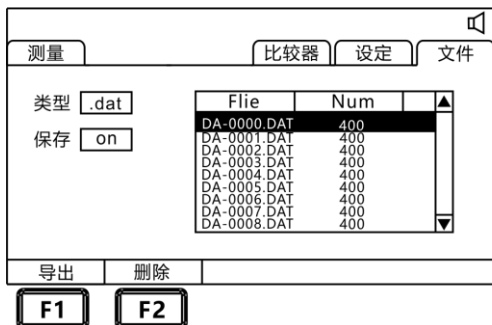 测量 比较器 设定 文件
类型 .dat
保存 on
Flie Num
DA-0000.DAT 400
DA-0001.DAT 400
DA-0002.DAT 400
DA-0003.DAT 400
DA-0004.DAT 400
DA-0005.DAT 400
DA-0006.DAT 400
DA-0007.DAT 400
DA-0008.DAT 400
导出 删除
F1 F2